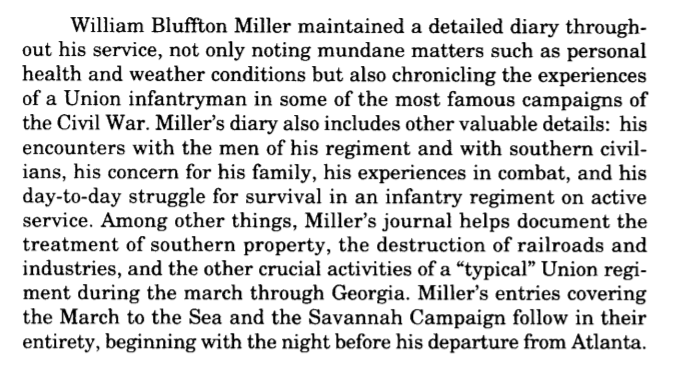 William Bluffton Miller maintained a detailed diary through-
out his service, not only noting mundane matters such as personal
health and weather conditions but also chronicling the experiences
of a Union infantryman in some of the most famous campaigns of
the Civil War. Miller's diary also includes other valuable details: his
encounters with the men of his regiment and with southern civil-
ians, his concern for his family, his experiences in combat, and his
day-to-day struggle for survival in an infantry regiment on active
service. Among other things, Miller's journal helps document the
treatment of southern property, the destruction of railroads and
industries, and the other crucial activities of a "typical" Union regi-
ment during the march through Georgia. Miller's entries covering
the March to the Sea and the Savannah Campaign follow in their
entirety, beginning with the night before his departure from Atlanta.